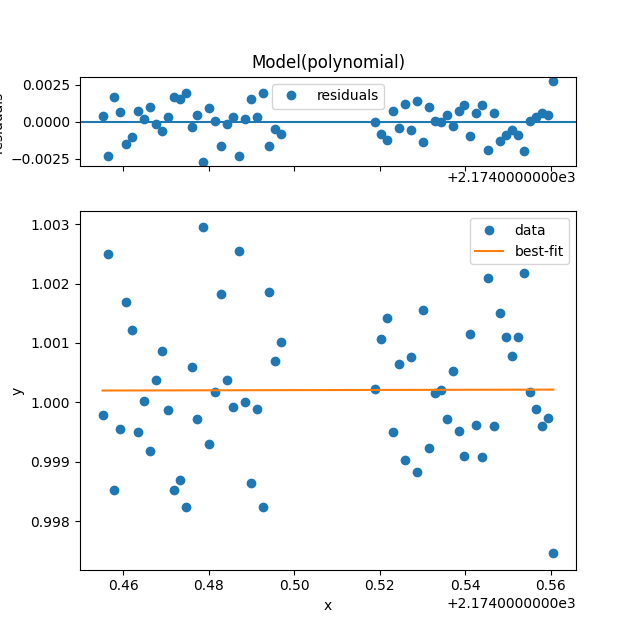 Model(polynomial)
0.0025
0.0000
−0.0025
residuals
+2.1740000000e3
1.003
1.002
1.001
1.000
0.999
0.998
y
data
best-fit
0.46
0.48
0.50
0.52
0.54
0.56
x
+2.1740000000e3